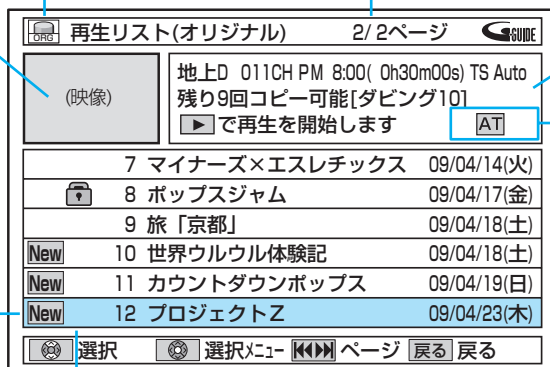 ORG 再生リスト(オリジナル) 2/2ページ G-GUIDE
(映像)
地上D 011CH PM 8:00( 0h30m00s) TS Auto
残り9回コピー可能[ダビング10]
▶で再生を開始します AT
7 マイナーズ×エスレチックス 09/04/14(火)
8 ポップスジャム 09/04/17(金)
9 旅「京都」 09/04/18(土)
New 10 世界ウルウル体験記 09/04/18(土)
New 11 カウントダウンポップス 09/04/19(日)
New 12 プロジェクトZ 09/04/23(木)
選択 選択メニュー ページ 戻る 戻る